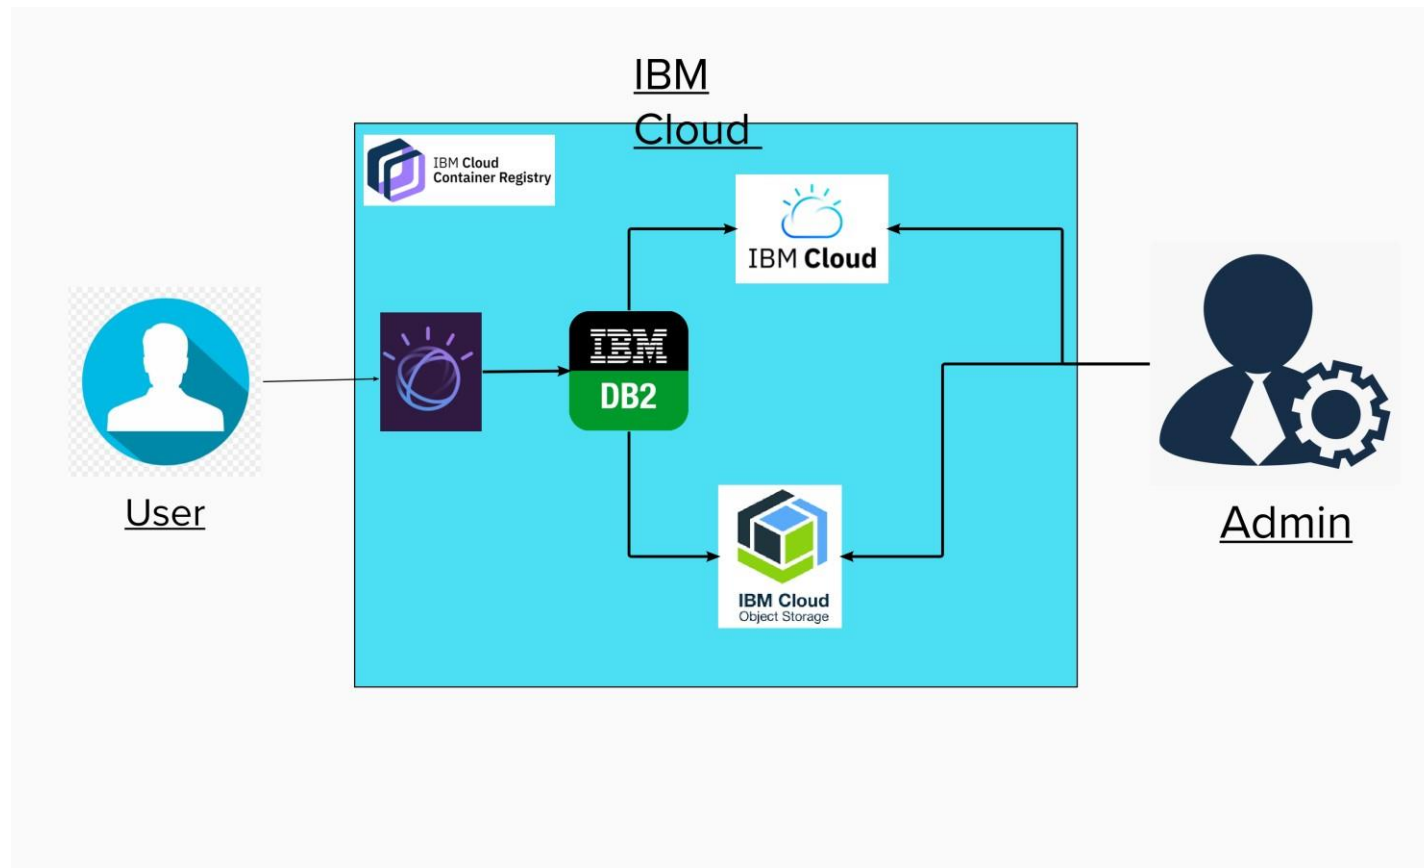 IBM
Cloud
IBM Cloud
Container Registry
IBM Cloud
IBM
DB2
User
IBM Cloud
Object Storage
Admin